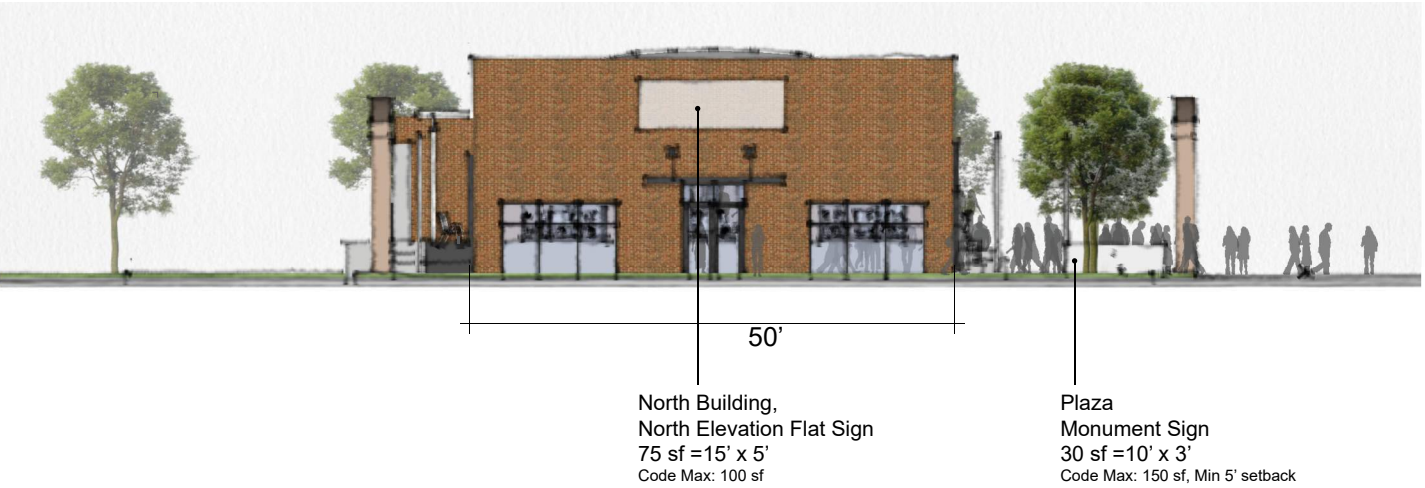 50’
North Building,
North Elevation Flat Sign
75 sf =15’ x 5’
Code Max: 100 sf
Plaza
Monument Sign
30 sf =10’ x 3’
Code Max: 150 sf, Min 5’ setback